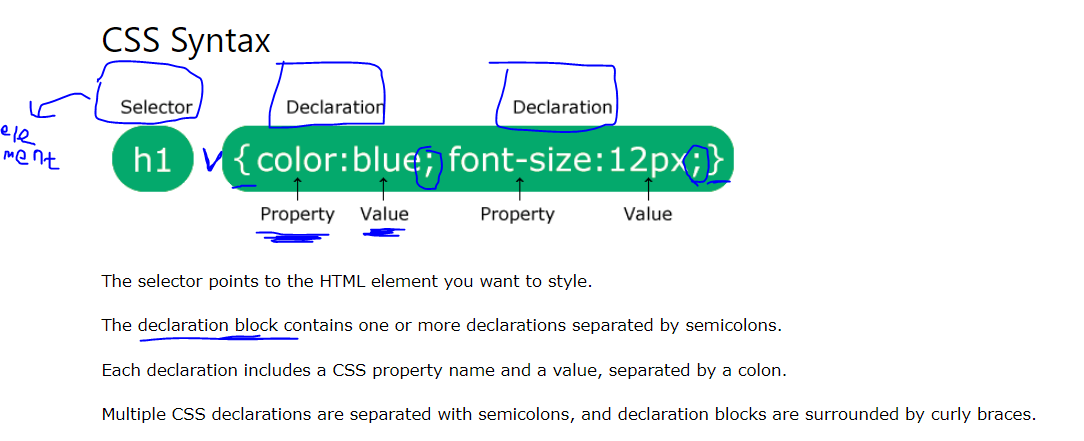 CSS Syntax
Selector Declaration Declaration
ele
ment
h1 { color:blue; font-size:12px; }
Property Value Property Value
The selector points to the HTML element you want to style.
The declaration block contains one or more declarations separated by semicolons.
Each declaration includes a CSS property name and a value, separated by a colon.
Multiple CSS declarations are separated with semicolons, and declaration blocks are surrounded by curly braces.